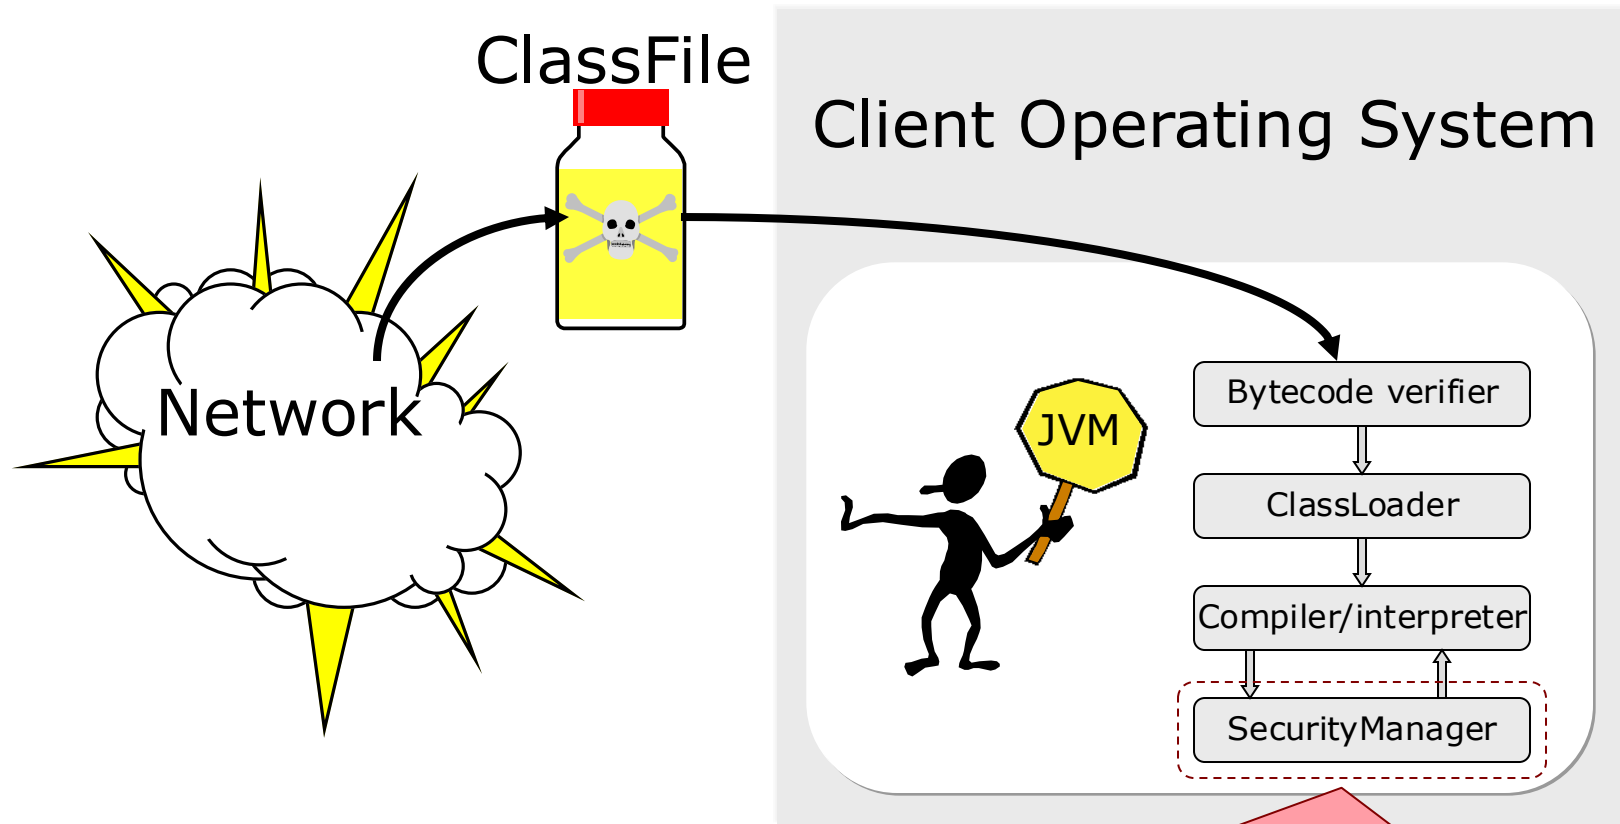 ClassFile
Client Operating System
Network
JVM
Bytecode verifier
ClassLoader
Compiler/interpreter
SecurityManager